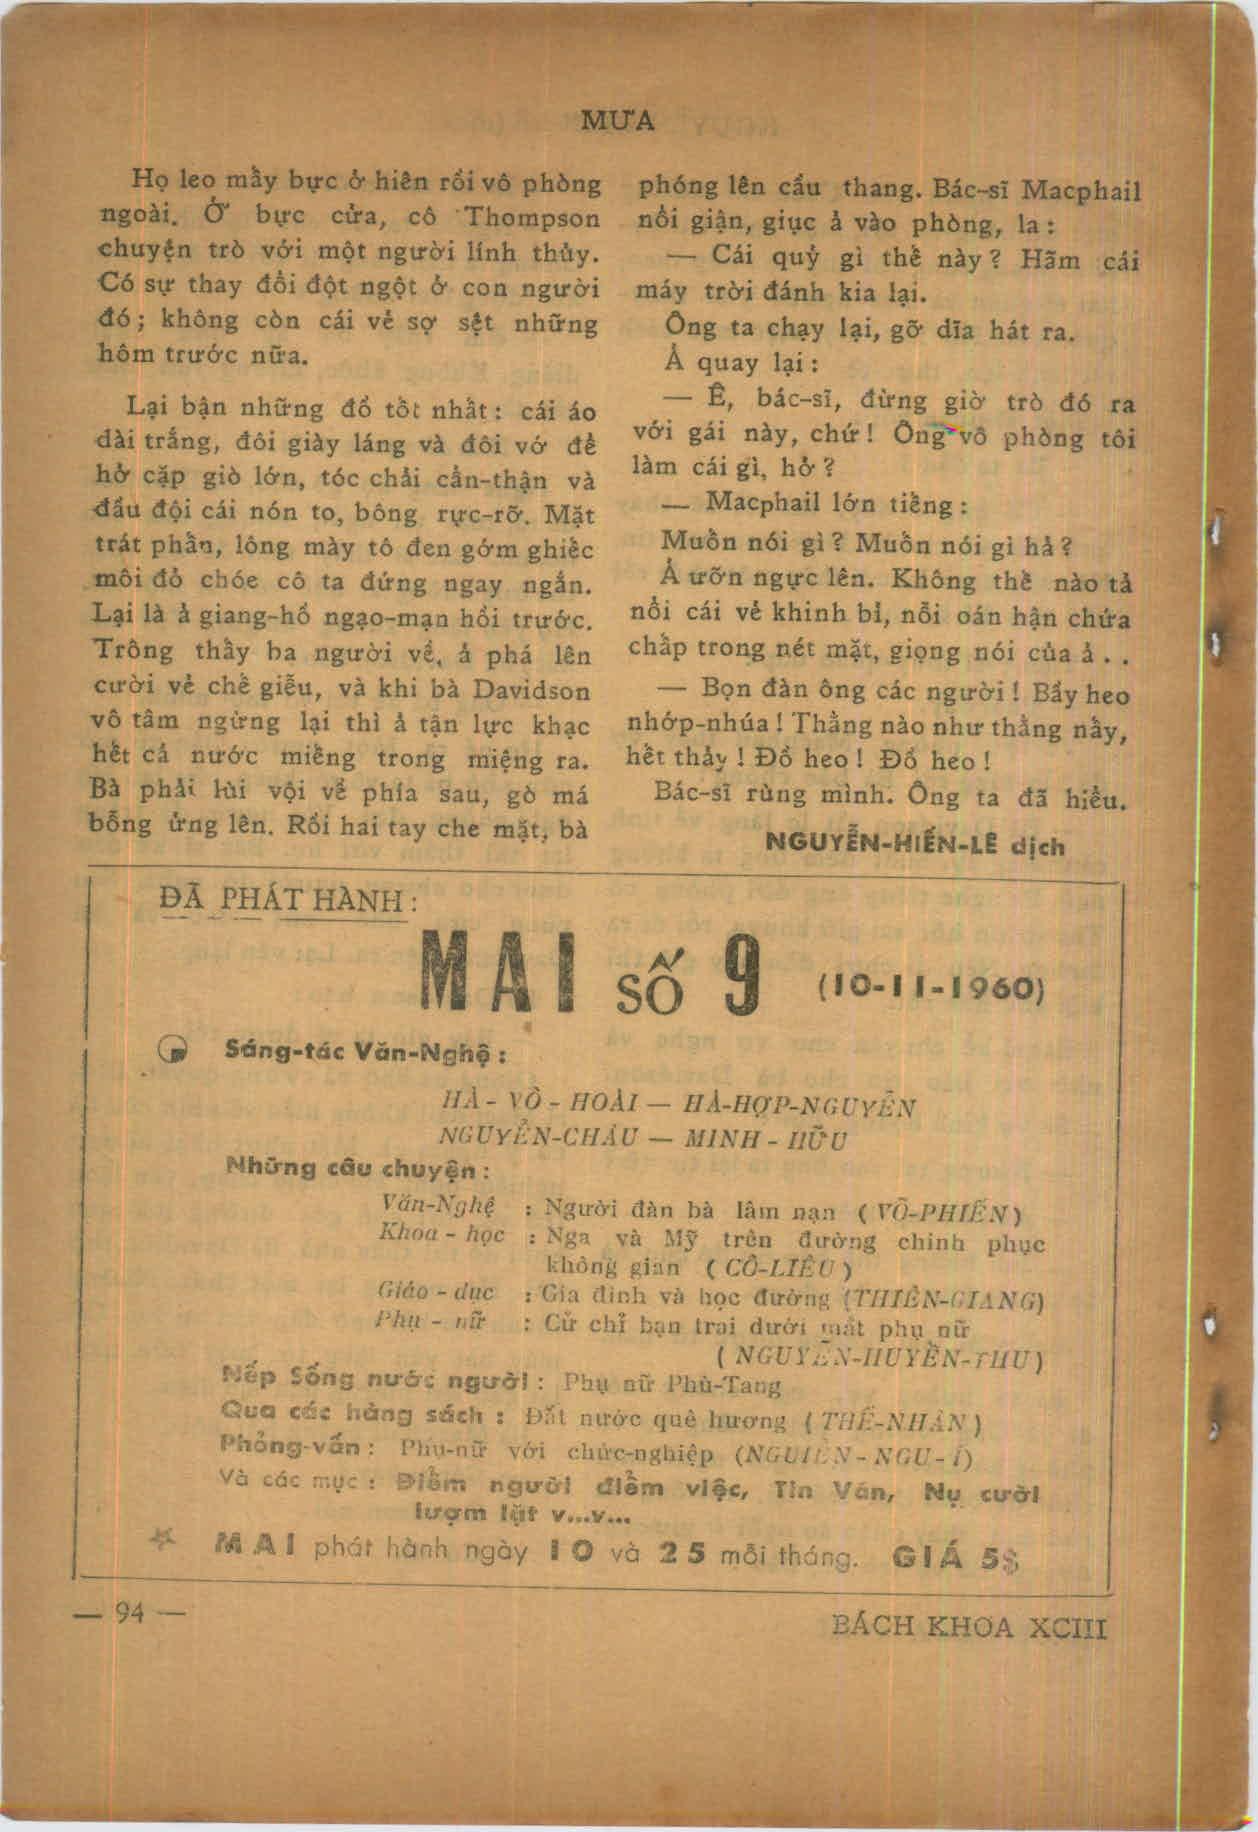 MƯA
Họ leo mấy bực ở hiên rồi vô phòng
ngoài. Ở bực cửa, cô Thompson
chuyện trò với một người lính thủy.
Có sự thay đổi đột ngột ở con người
đó; không còn cái vẻ sợ sệt những
hôm trước nữa.
Lại bận những đồ tốt nhất: cái áo
dài trắng, đôi giày láng và đôi vớ để
hở cặp giò lớn, tóc chải cẩn-thận và
đầu đội cái nón to, bông rực-rỡ. Mặt
trát phấn, lông mày tô đen gớm ghiếc
môi đỏ chóe cô ta đứng ngay ngắn.
Lại là ả giang-hồ ngạo-mạn hồi trước.
Trông thấy ba người về, ả phá lên
cười vẻ chế giễu, và khi bà Davidson
vô tâm ngừng lại thì ả tận lực khạc
hết cả nước miếng trong miệng ra.
Bà phải lùi vội về phía sau, gò má
bỗng ửng lên. Rồi hai tay che mặt, bà
phóng lên cầu thang. Bác-sĩ Macphail
nổi giận, giục ả vào phòng, la:
— Cái quỷ gì thế này? Hãm cái
máy trời đánh kia lại.
Ông ta chạy lại, gỡ dĩa hát ra.
Ả quay lại:
— Ê, bác-sĩ, đừng giờ trò đó ra
với gái này, chứ! Ông vô phòng tôi
làm cái gì, hở?
— Macphail lớn tiếng:
Muốn nói gì? Muốn nói gì hả?
Ả ưỡn ngực lên. Không thể nào tả
nổi cái vẻ khinh bỉ, nỗi oán hận chứa
chấp trong nét mặt, giọng nói của ả . .
— Bọn đàn ông các người! Bầy heo
nhớp-nhúa! Thằng nào như thằng nấy,
hết thảy! Đồ heo! Đồ heo!
Bác-sĩ rùng mình. Ông ta đã hiểu.
NGUYỄN-HIẾN-LÊ dịch
ĐÃ PHÁT HÀNH:
MAI số 9 (10-11-1960)
Sáng-tác Văn-Nghệ:
HÀ - VÕ - HOÀI — HÀ-HỢP-NGUYÊN
NGUYỄN-CHÂU — MINH - HỮU
Những câu chuyện:
Văn-Nghệ : Người đàn bà lâm nạn (VÕ-PHIẾN)
Khoa - học : Nga và Mỹ trên đường chinh phục
không gian (CÔ-LIÊU)
Giáo - dục : Gia đình và học đường (THIÊN-GIANG)
Phụ - nữ : Cử chỉ bạn trai dưới mắt phụ nữ
(NGUYỄN-HUYỀN-THU)
Nếp Sống nước người: Phụ nữ Phù-Tang
Qua các hàng sách : Đất nước quê hương (THẾ-NHÂN)
Phỏng-vấn: Phụ-nữ với chức-nghiệp (NGUIÊN - NGU - Í)
Và các mục: Điểm người điểm việc, Tin Văn, Nụ cười
lượm lặt v...v...
MAI phát hành ngày 10 và 25 mỗi tháng. GIÁ 5$
— 94 —
BÁCH KHOA XCIII